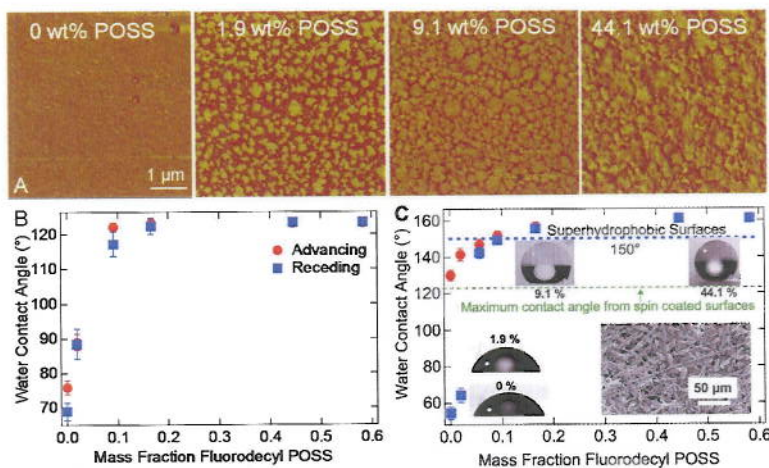 0 wt% POSS
1.9 wt% POSS
9.1 wt% POSS
44.1 wt% POSS
1 µm
A
B
120
110
100
90
80
70
Water Contact Angle (°)
Advancing
Receding
0.0 0.1 0.2 0.3 0.4 0.5 0.6
Mass Fraction Fluorodecyl POSS
C
160
140
120
100
80
60
Water Contact Angle (°)
Superhydrophobic Surfaces
150°
9.1 %
44.1 %
Maximum contact angle from spin coated surfaces
1.9 %
0 %
50 µm
0.0 0.1 0.2 0.3 0.4 0.5 0.6
Mass Fraction Fluorodecyl POSS